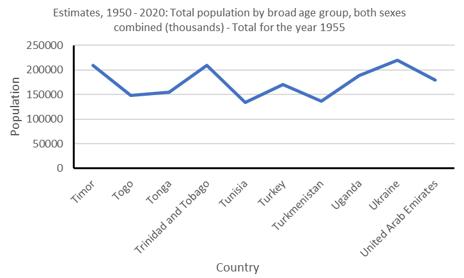 Estimates, 1950 - 2020: Total population by broad age group, both sexes
combined (thousands) - Total for the year 1955
250000
200000
150000
100000
50000
0
Population
Timor
Togo
Tonga
Trinidad and Tobago
Tunisia
Turkey
Turkmenistan
Uganda
Ukraine
United Arab Emirates
Country